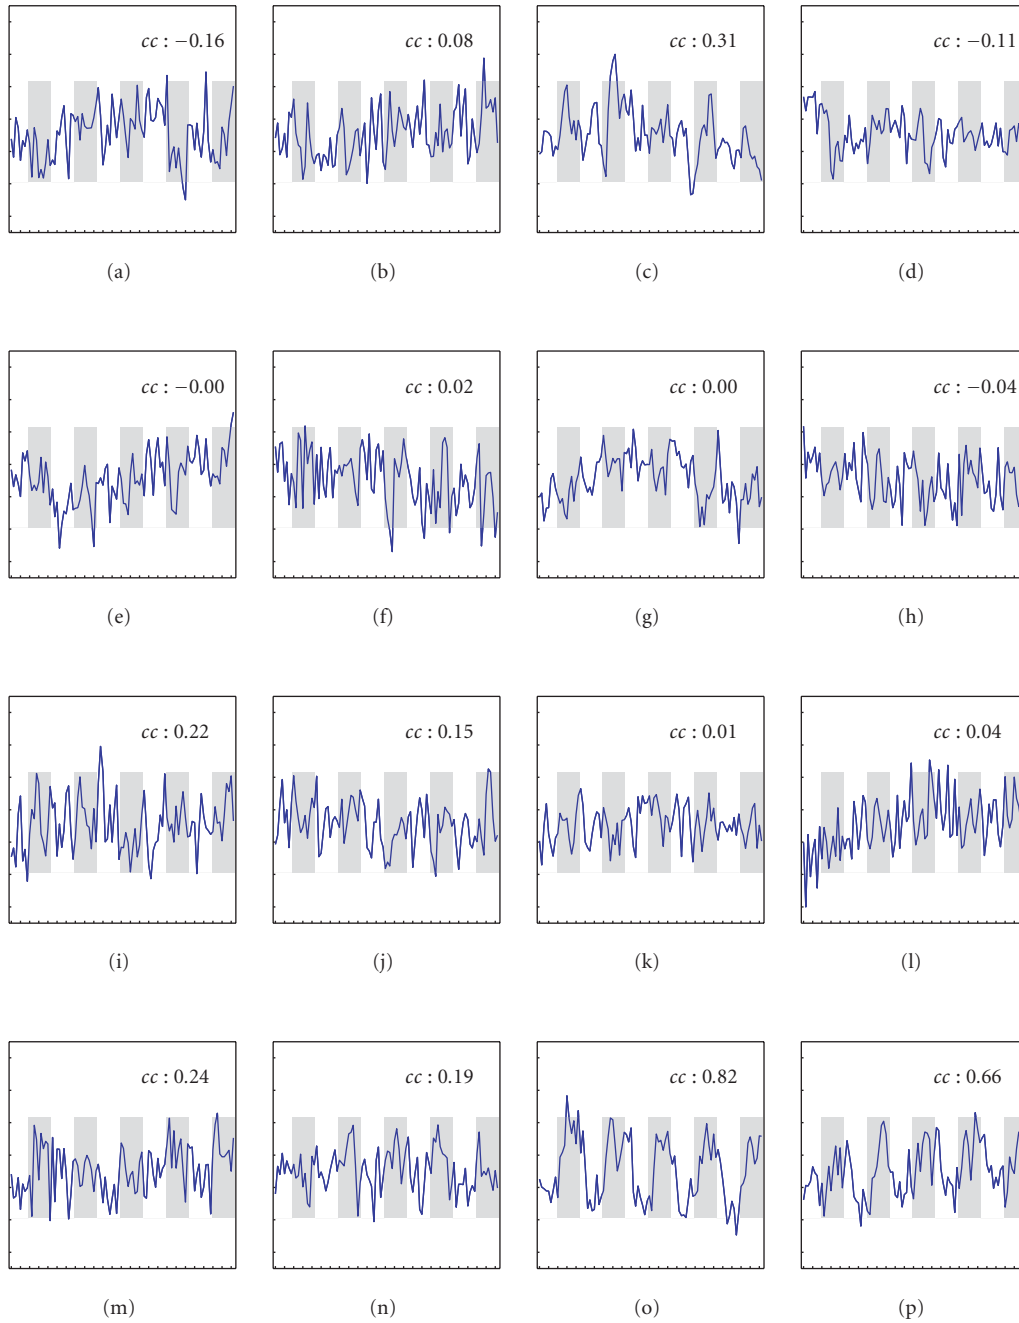 cc : −0.16
cc : 0.08
cc : 0.31
cc : −0.11
(a)
(b)
(c)
(d)
cc : −0.00
cc : 0.02
cc : 0.00
cc : −0.04
(e)
(f)
(g)
(h)
cc : 0.22
cc : 0.15
cc : 0.01
cc : 0.04
(i)
(j)
(k)
(l)
cc : 0.24
cc : 0.19
cc : 0.82
cc : 0.66
(m)
(n)
(o)
(p)